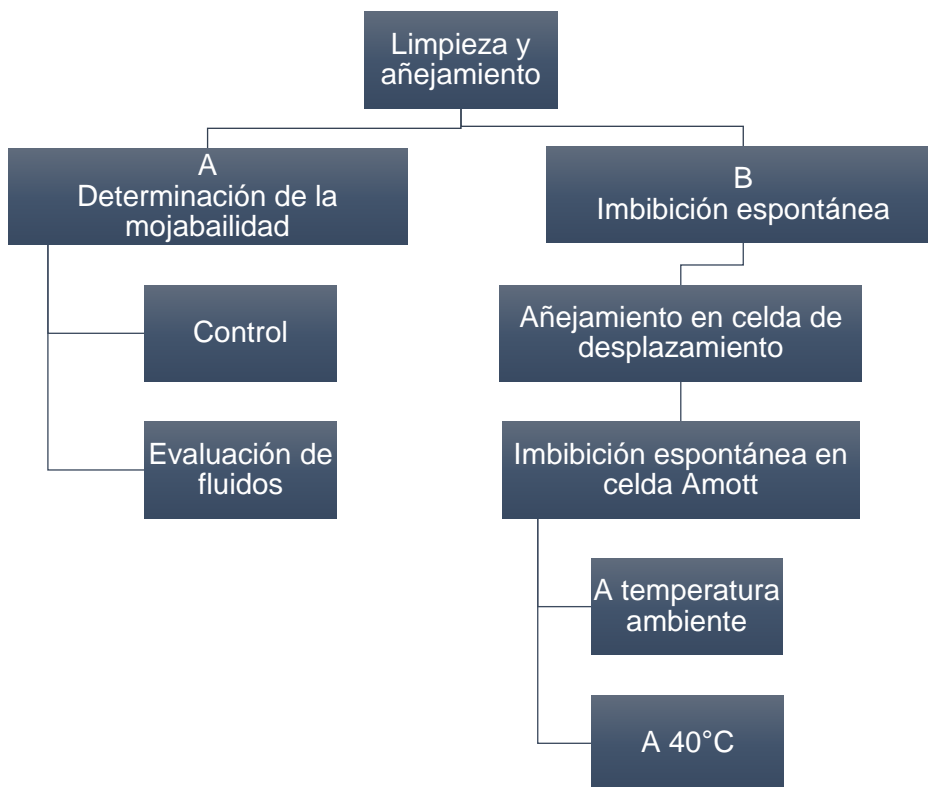 Limpieza y
añejamiento
A
Determinación de la
mojabailidad
Control
Evaluación de
fluidos
B
Imbibición espontánea
Añejamiento en celda de
desplazamiento
Imbibición espontánea en
celda Amott
A temperatura
ambiente
A 40°C